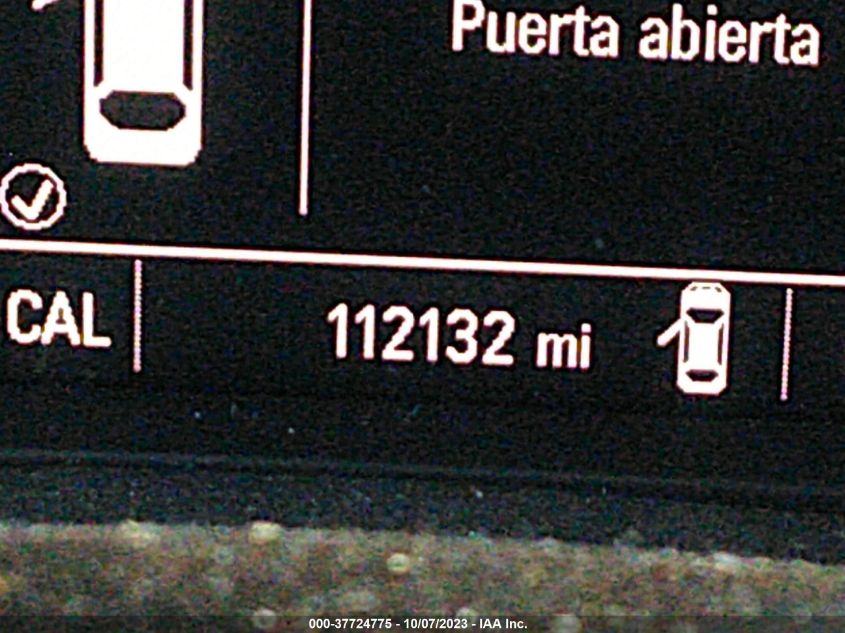 Puerta abierta
CAL 112132 mi
000-37724775 - 10/07/2023 - IAA Inc.